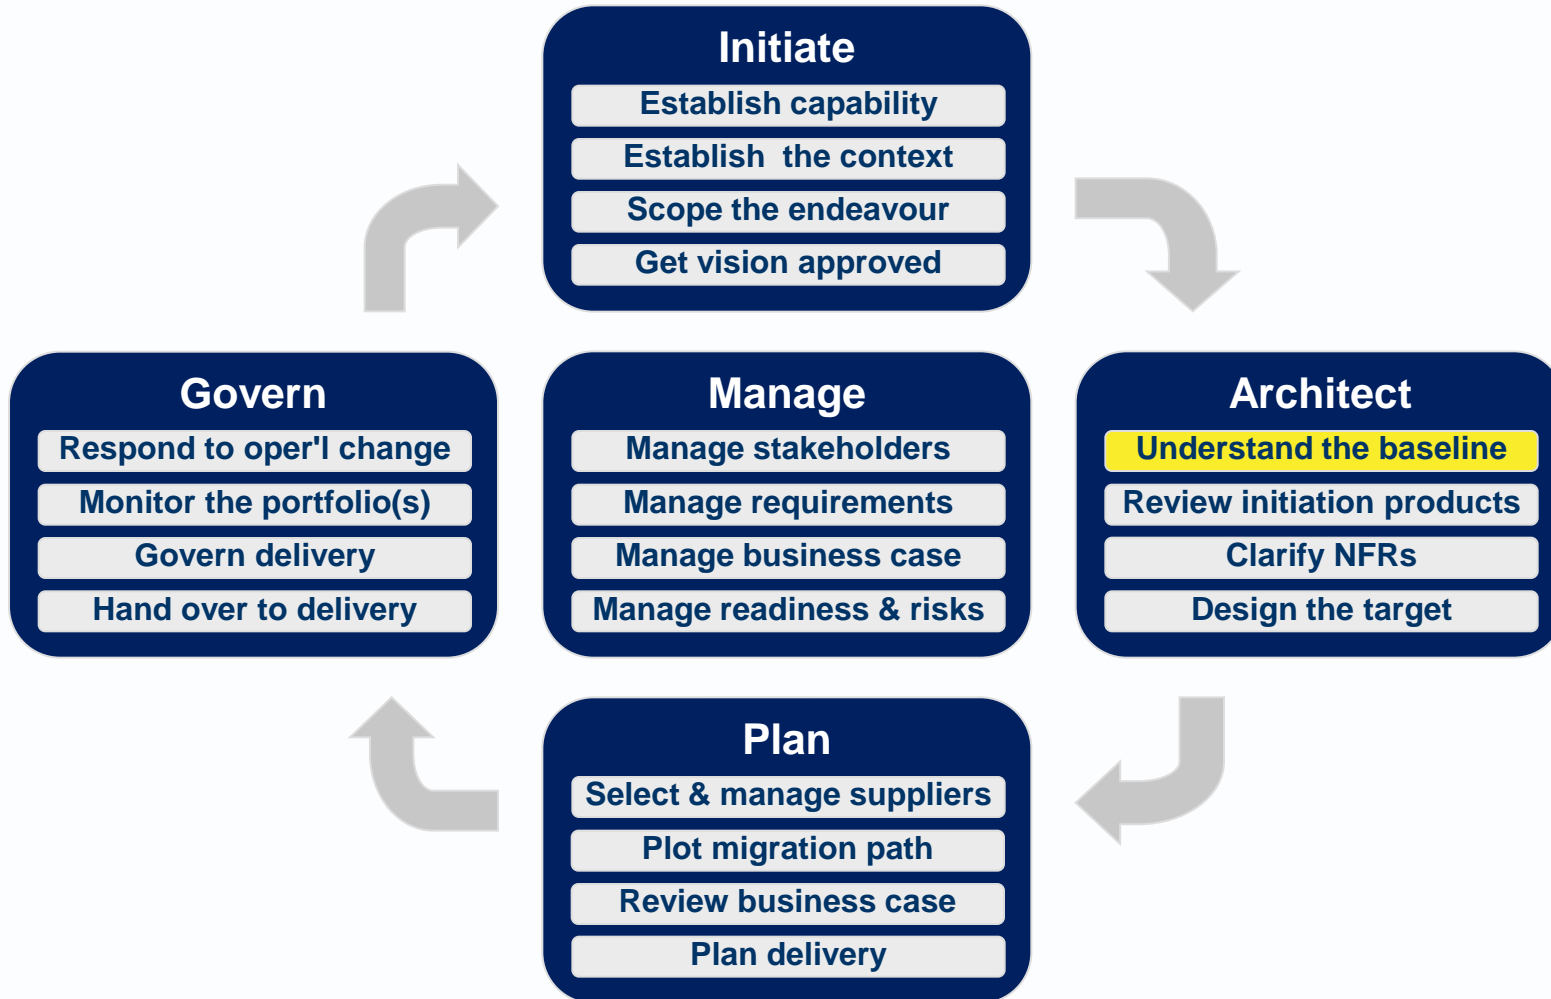 Initiate
Establish capability
Establish  the context
Scope the endeavour
Get vision approved
Govern
Respond to oper'l change
Monitor the portfolio(s)
Govern delivery
Hand over to delivery
Manage
Manage stakeholders
Manage requirements
Manage business case
Manage readiness & risks
Architect
Understand the baseline
Review initiation products
Clarify NFRs
Design the target
Plan
Select & manage suppliers
Plot migration path
Review business case
Plan delivery